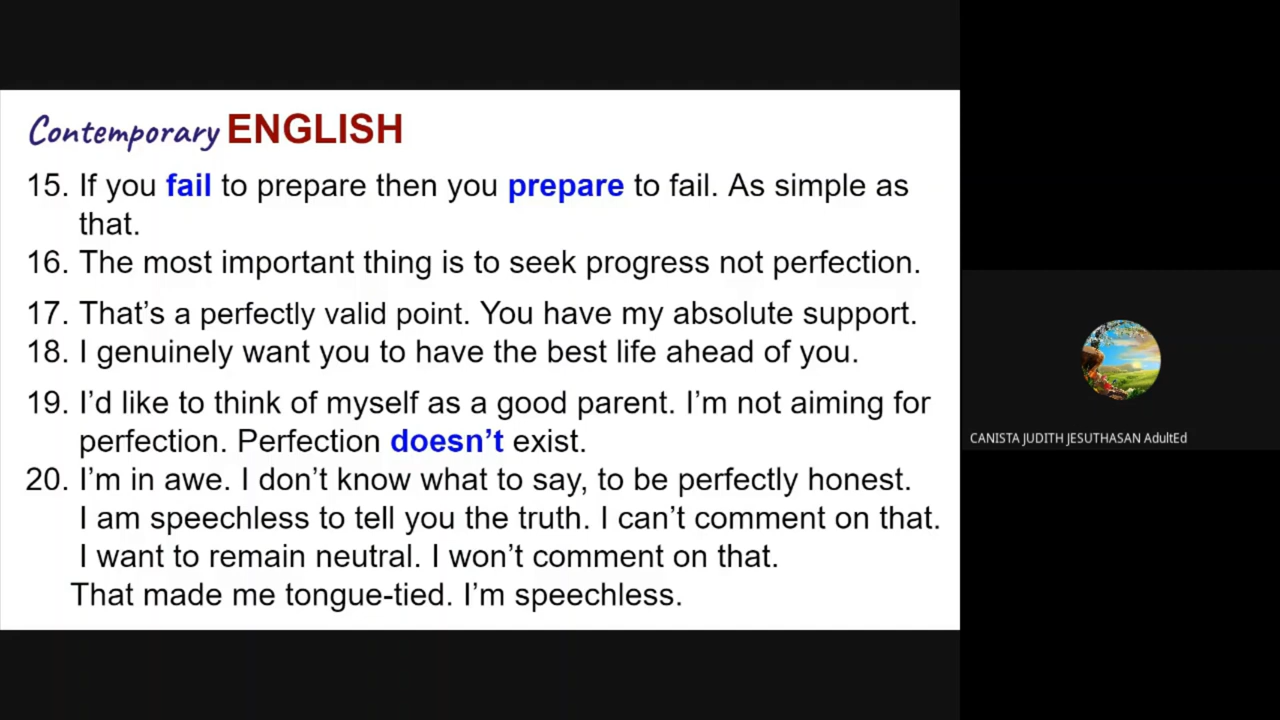 Contemporary ENGLISH
15. If you fail to prepare then you prepare to fail. As simple as
that.
16. The most important thing is to seek progress not perfection.
17. That’s a perfectly valid point. You have my absolute support.
18. I genuinely want you to have the best life ahead of you.
19. I’d like to think of myself as a good parent. I’m not aiming for
perfection. Perfection doesn’t exist.
20. I’m in awe. I don’t know what to say, to be perfectly honest.
I am speechless to tell you the truth. I can’t comment on that.
I want to remain neutral. I won’t comment on that.
That made me tongue-tied. I’m speechless.
CANISTA JUDITH JESUTHASAN AdultEd